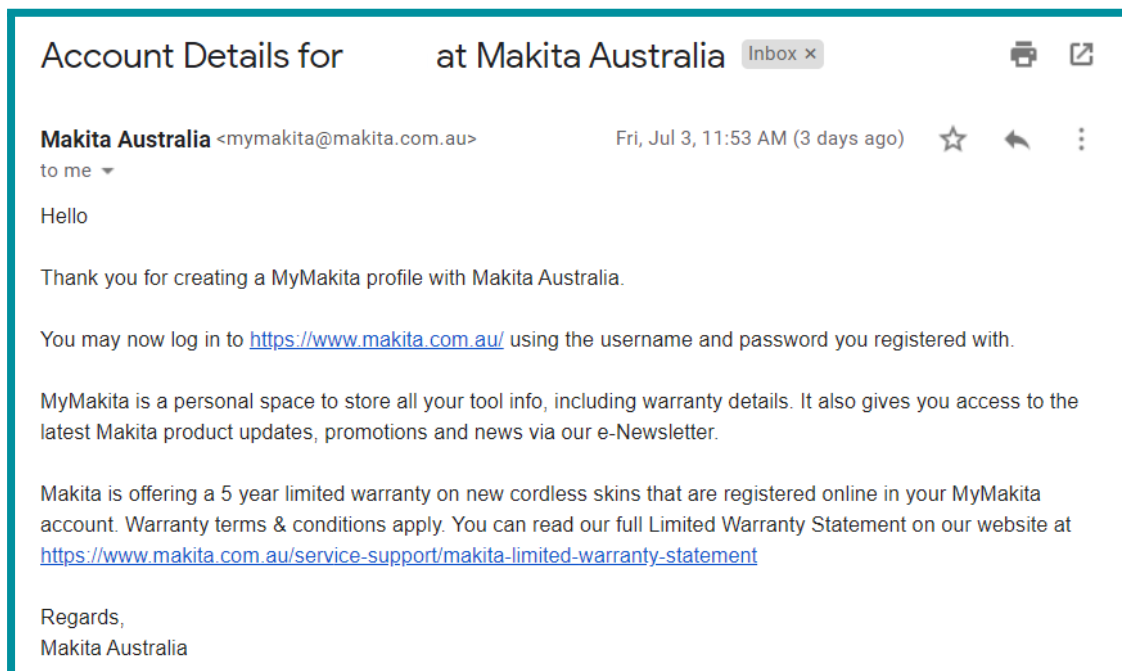 Account Details for at Makita Australia Inbox ×
Makita Australia <mymakita@makita.com.au> Fri, Jul 3, 11:53 AM (3 days ago)
to me
Hello
Thank you for creating a MyMakita profile with Makita Australia.
You may now log in to https://www.makita.com.au/ using the username and password you registered with.
MyMakita is a personal space to store all your tool info, including warranty details. It also gives you access to the
latest Makita product updates, promotions and news via our e-Newsletter.
Makita is offering a 5 year limited warranty on new cordless skins that are registered online in your MyMakita
account. Warranty terms & conditions apply. You can read our full Limited Warranty Statement on our website at
https://www.makita.com.au/service-support/makita-limited-warranty-statement
Regards,
Makita Australia